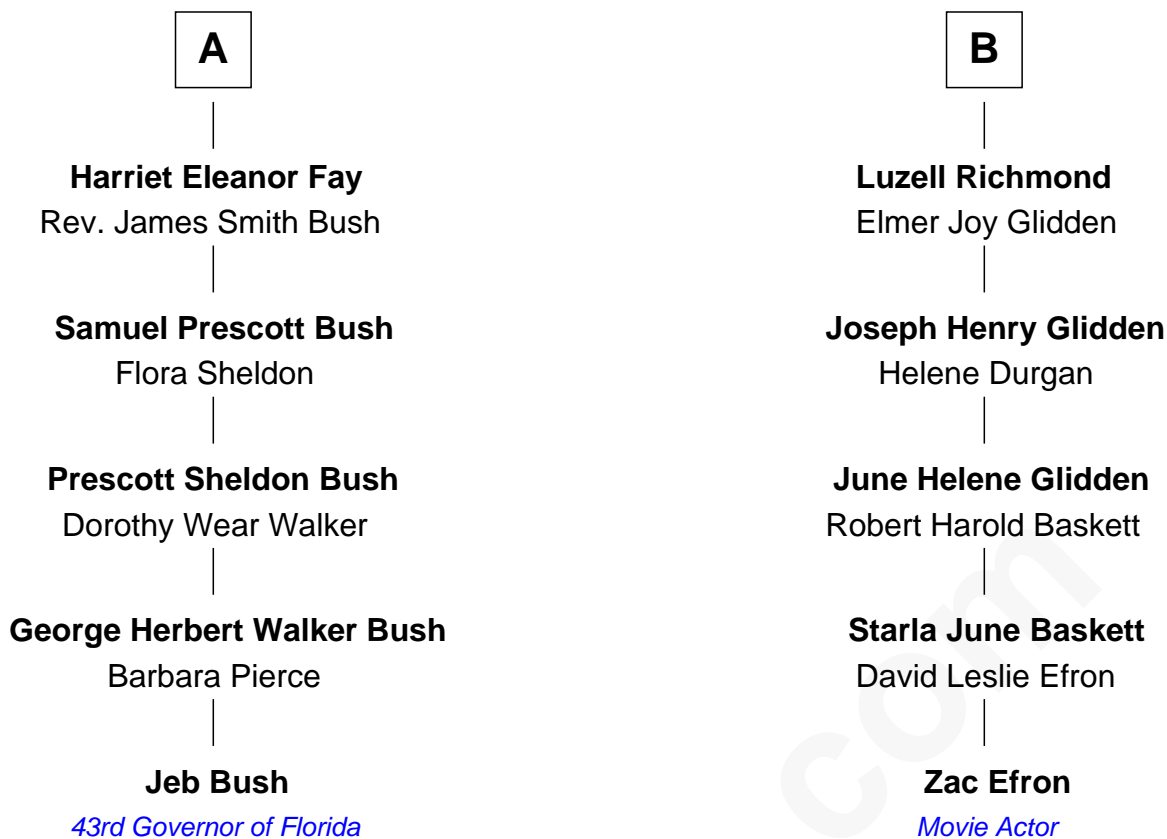 A
Harriet Eleanor Fay
Rev. James Smith Bush
Samuel Prescott Bush
Flora Sheldon
Prescott Sheldon Bush
Dorothy Wear Walker
George Herbert Walker Bush
Barbara Pierce
Jeb Bush
43rd Governor of Florida
B
Luzell Richmond
Elmer Joy Glidden
Joseph Henry Glidden
Helene Durgan
June Helene Glidden
Robert Harold Baskett
Starla June Baskett
David Leslie Efron
Zac Efron
Movie Actor
com